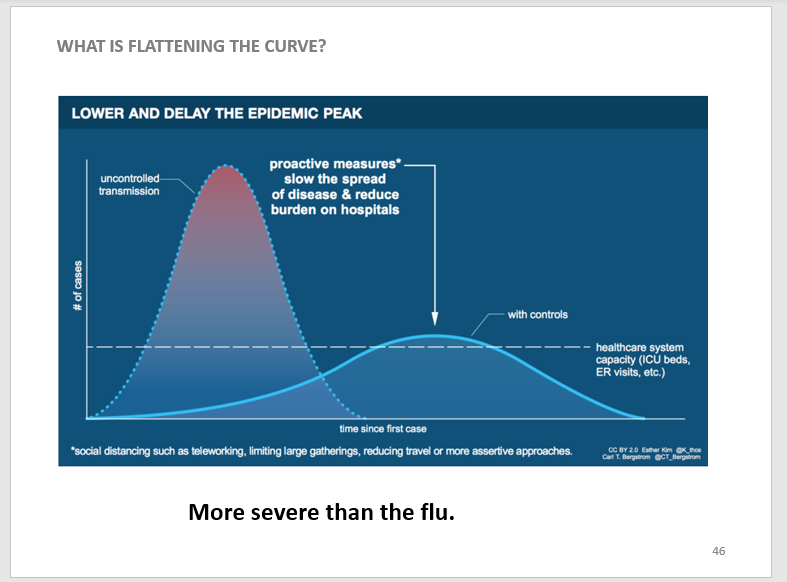 WHAT IS FLATTENING THE CURVE?
LOWER AND DELAY THE EPIDEMIC PEAK
uncontrolled
transmission
proactive measures*
slow the spread
of disease & reduce
burden on hospitals
# of cases
with controls
healthcare system
capacity (ICU beds,
ER visits, etc.)
time since first case
*social distancing such as teleworking, limiting large gatherings, reducing travel or more assertive approaches.
CC BY 2.0 Esther Kim @K_thos
Carl T. Bergstrom @CT_Bergstrom
More severe than the flu.
46